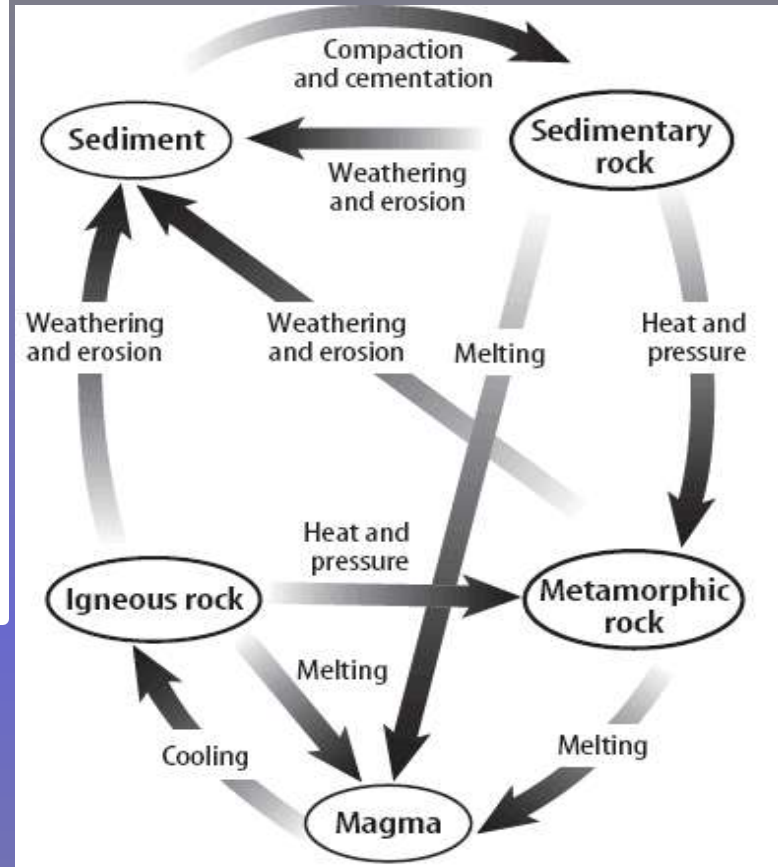 Compaction
and cementation
Sediment
Sedimentary
rock
Weathering
and erosion
Weathering
and erosion
Weathering
and erosion
Melting
Heat and
pressure
Heat and
pressure
Igneous rock
Metamorphic
rock
Melting
Cooling
Melting
Magma